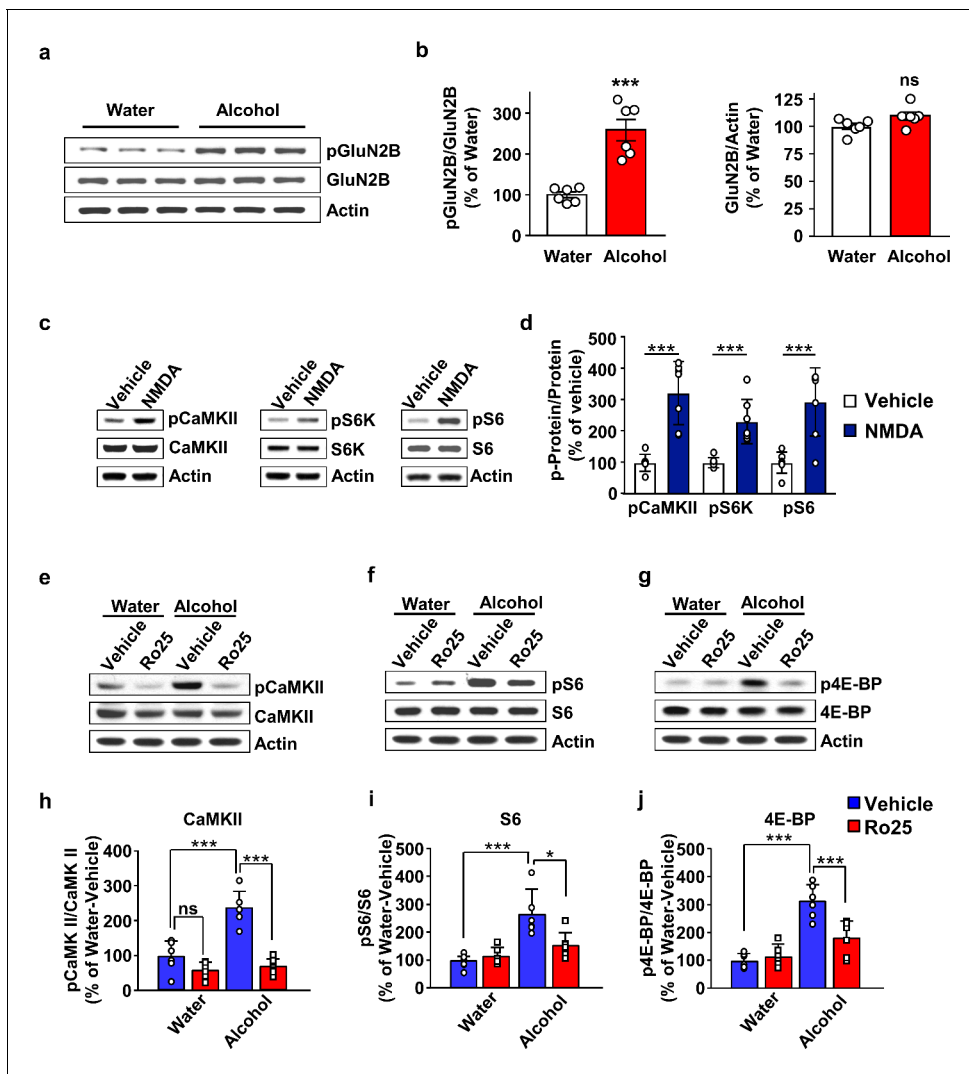 a
Water Alcohol
pGluN2B
GluN2B
Actin
b
pGluN2B/GluN2B
(% of Water)
300
200
100
0
***
Water Alcohol
GluN2B/Actin
(% of Water)
125
100
75
50
25
0
ns
Water Alcohol
c
Vehicle NMDA
pCaMKII
CaMKII
Actin
Vehicle NMDA
pS6K
S6K
Actin
Vehicle NMDA
pS6
S6
Actin
d
p-Protein/Protein
(% of vehicle)
500
400
300
200
100
0
*** *** ***
pCaMKII pS6K pS6
Vehicle
NMDA
e
Water Alcohol
Vehicle Ro25 Vehicle Ro25
pCaMKII
CaMKII
Actin
f
Water Alcohol
Vehicle Ro25 Vehicle Ro25
pS6
S6
Actin
g
Water Alcohol
Vehicle Ro25 Vehicle Ro25
p4E-BP
4E-BP
Actin
h
CaMKII
pCaMK II/CaMK II
(% of Water-Vehicle)
400
300
200
100
0
ns
***
***
Water Alcohol
i
S6
pS6/S6
(% of Water-Vehicle)
500
400
300
200
100
0
***
*
Water Alcohol
j
4E-BP
p4E-BP/4E-BP
(% of Water-Vehicle)
500
400
300
200
100
0
***
***
Water Alcohol
Vehicle
Ro25